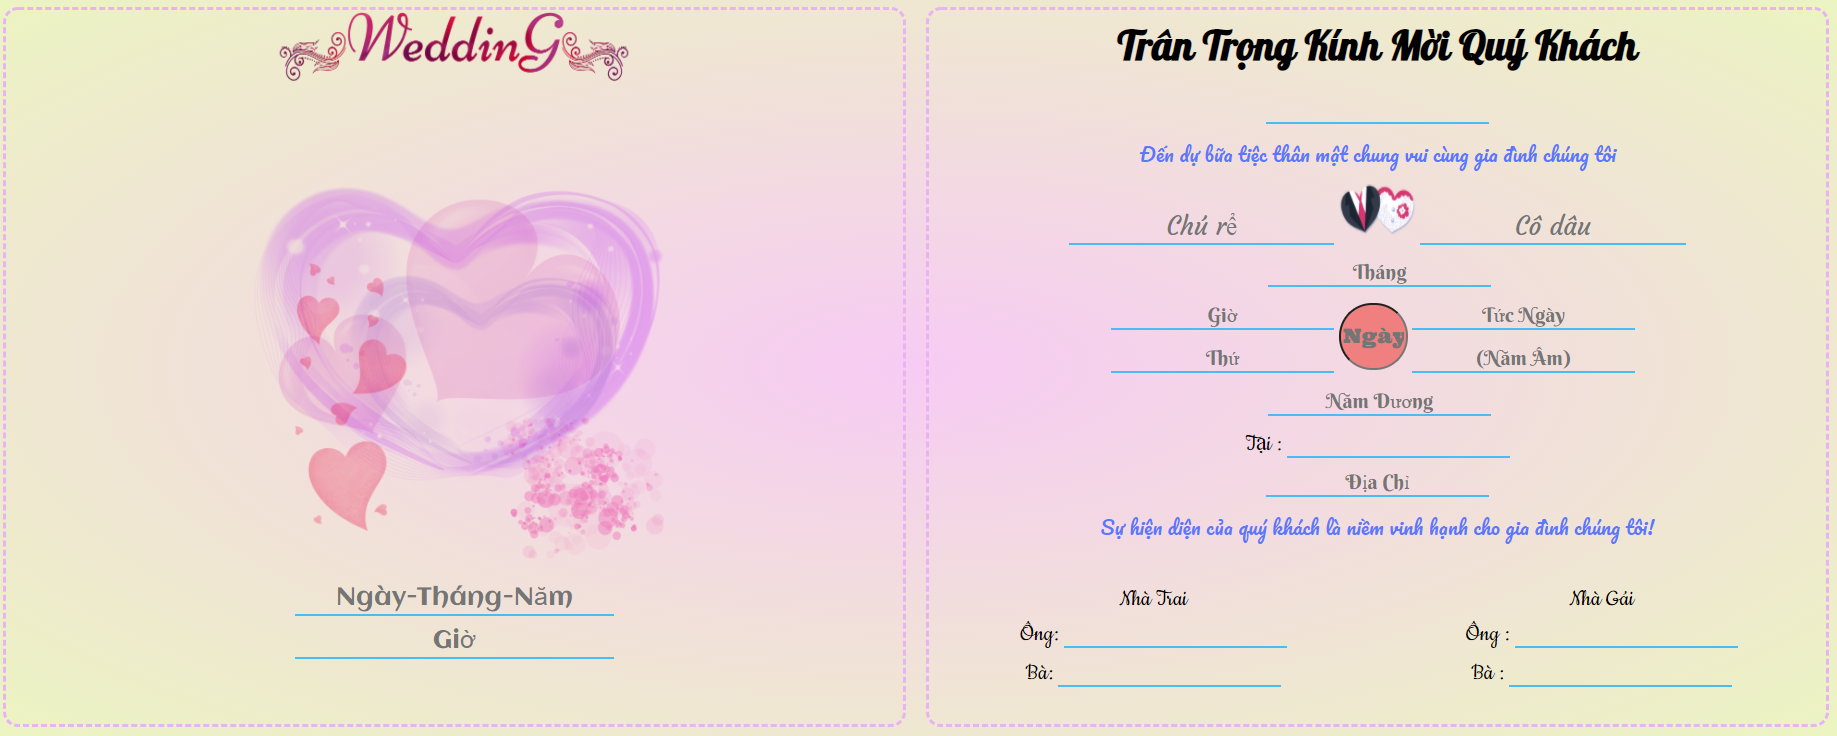 WeddinG
Ngày-Tháng-Năm
Giờ
Trân Trọng Kính Mời Quý Khách
Đến dự bữa tiệc thân mật chung vui cùng gia đình chúng tôi
Chú rể Cô dâu
Tháng
Giờ Ngày Tức Ngày
Thứ (Năm Âm)
Năm Dương
Tại :
Địa Chỉ
Sự hiện diện của quý khách là niềm vinh hạnh cho gia đình chúng tôi!
Nhà Trai Nhà Gái
Ông: Ông :
Bà: Bà :